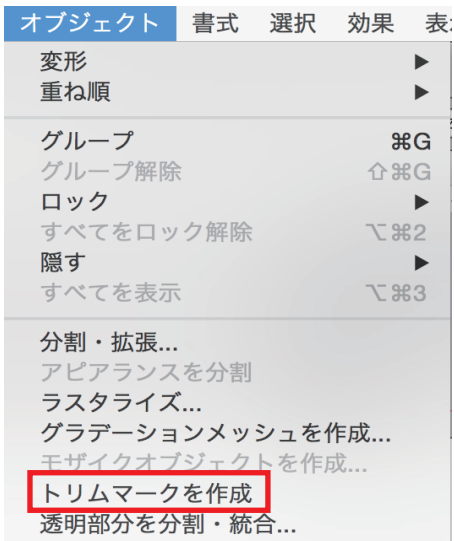 オブジェクト 書式 選択 効果
変形 ▶
重ね順 ▶
グループ ⌘G
グループ解除 ⇧⌘G
ロック ▶
すべてをロック解除 ⌥⌘2
隠す ▶
すべてを表示 ⌥⌘3
分割・拡張...
アピアランスを分割
ラスタライズ...
グラデーションメッシュを作成...
モザイクオブジェクトを作成...
トリムマークを作成
透明部分を分割・統合...